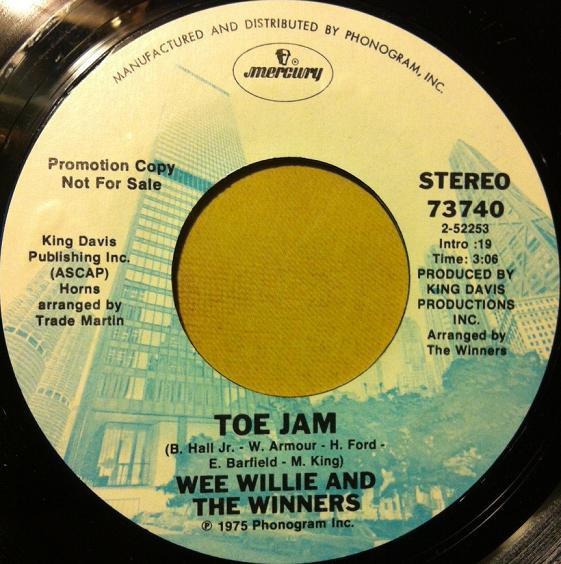 MANUFACTURED AND DISTRIBUTED BY PHONOGRAM, INC.
mercury
Promotion Copy
Not For Sale
King Davis
Publishing Inc.
(ASCAP)
Horns
arranged by
Trade Martin
STEREO
73740
2-52253
Intro :19
Time: 3:06
PRODUCED BY
KING DAVIS
PRODUCTIONS
INC.
Arranged by
The Winners
TOE JAM
(B. Hall Jr. - W. Armour - H. Ford -
E. Barfield - M. King)
WEE WILLIE AND
THE WINNERS
℗ 1975 Phonogram Inc.